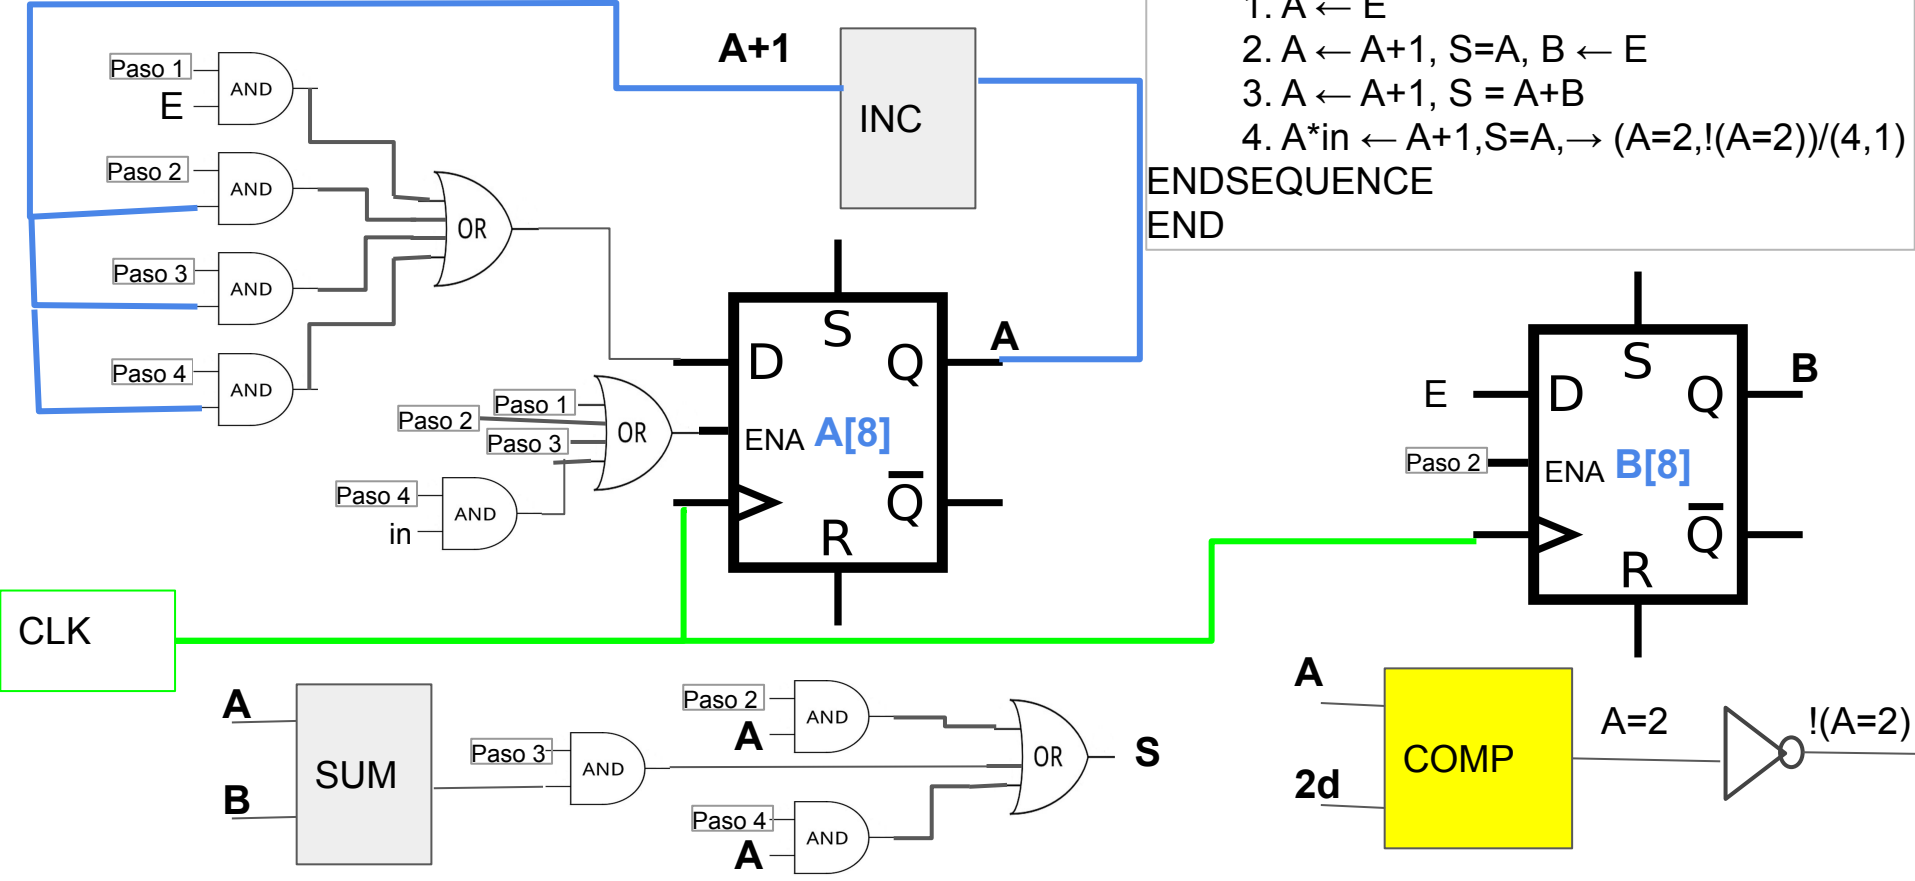 1. A ← E
2. A ← A+1, S=A, B ← E
3. A ← A+1, S = A+B
4. A*in ← A+1,S=A,→ (A=2,!(A=2))/(4,1)
ENDSEQUENCE
END
A+1
INC
Paso 1
E
AND
Paso 2
AND
Paso 3
AND
Paso 4
AND
OR
Paso 1
Paso 2
Paso 3
OR
Paso 4
in
AND
S
D
Q
A
ENA
A[8]
Q
R
E
S
D
Q
B
Paso 2
ENA
B[8]
Q
R
CLK
A
B
SUM
Paso 3
AND
Paso 2
A
AND
Paso 4
A
AND
OR
S
A
2d
COMP
A=2
!(A=2)